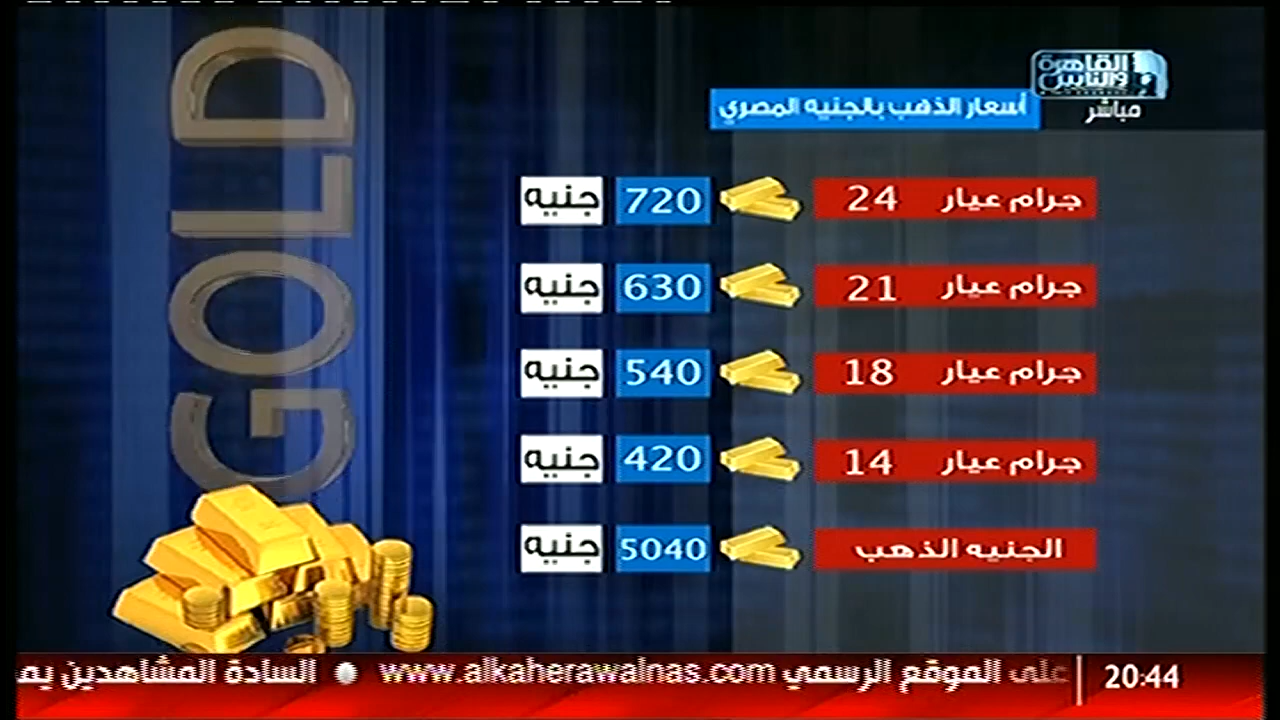 القاهرة
والناس
مباشر
أسعار الذهب بالجنيه المصري
GOLD
جرام عيار 24 720 جنيه
جرام عيار 21 630 جنيه
جرام عيار 18 540 جنيه
جرام عيار 14 420 جنيه
الجنيه الذهب 5040 جنيه
20:44 على الموقع الرسمي www.alkaherawalnas.com ● السادة المشاهدين